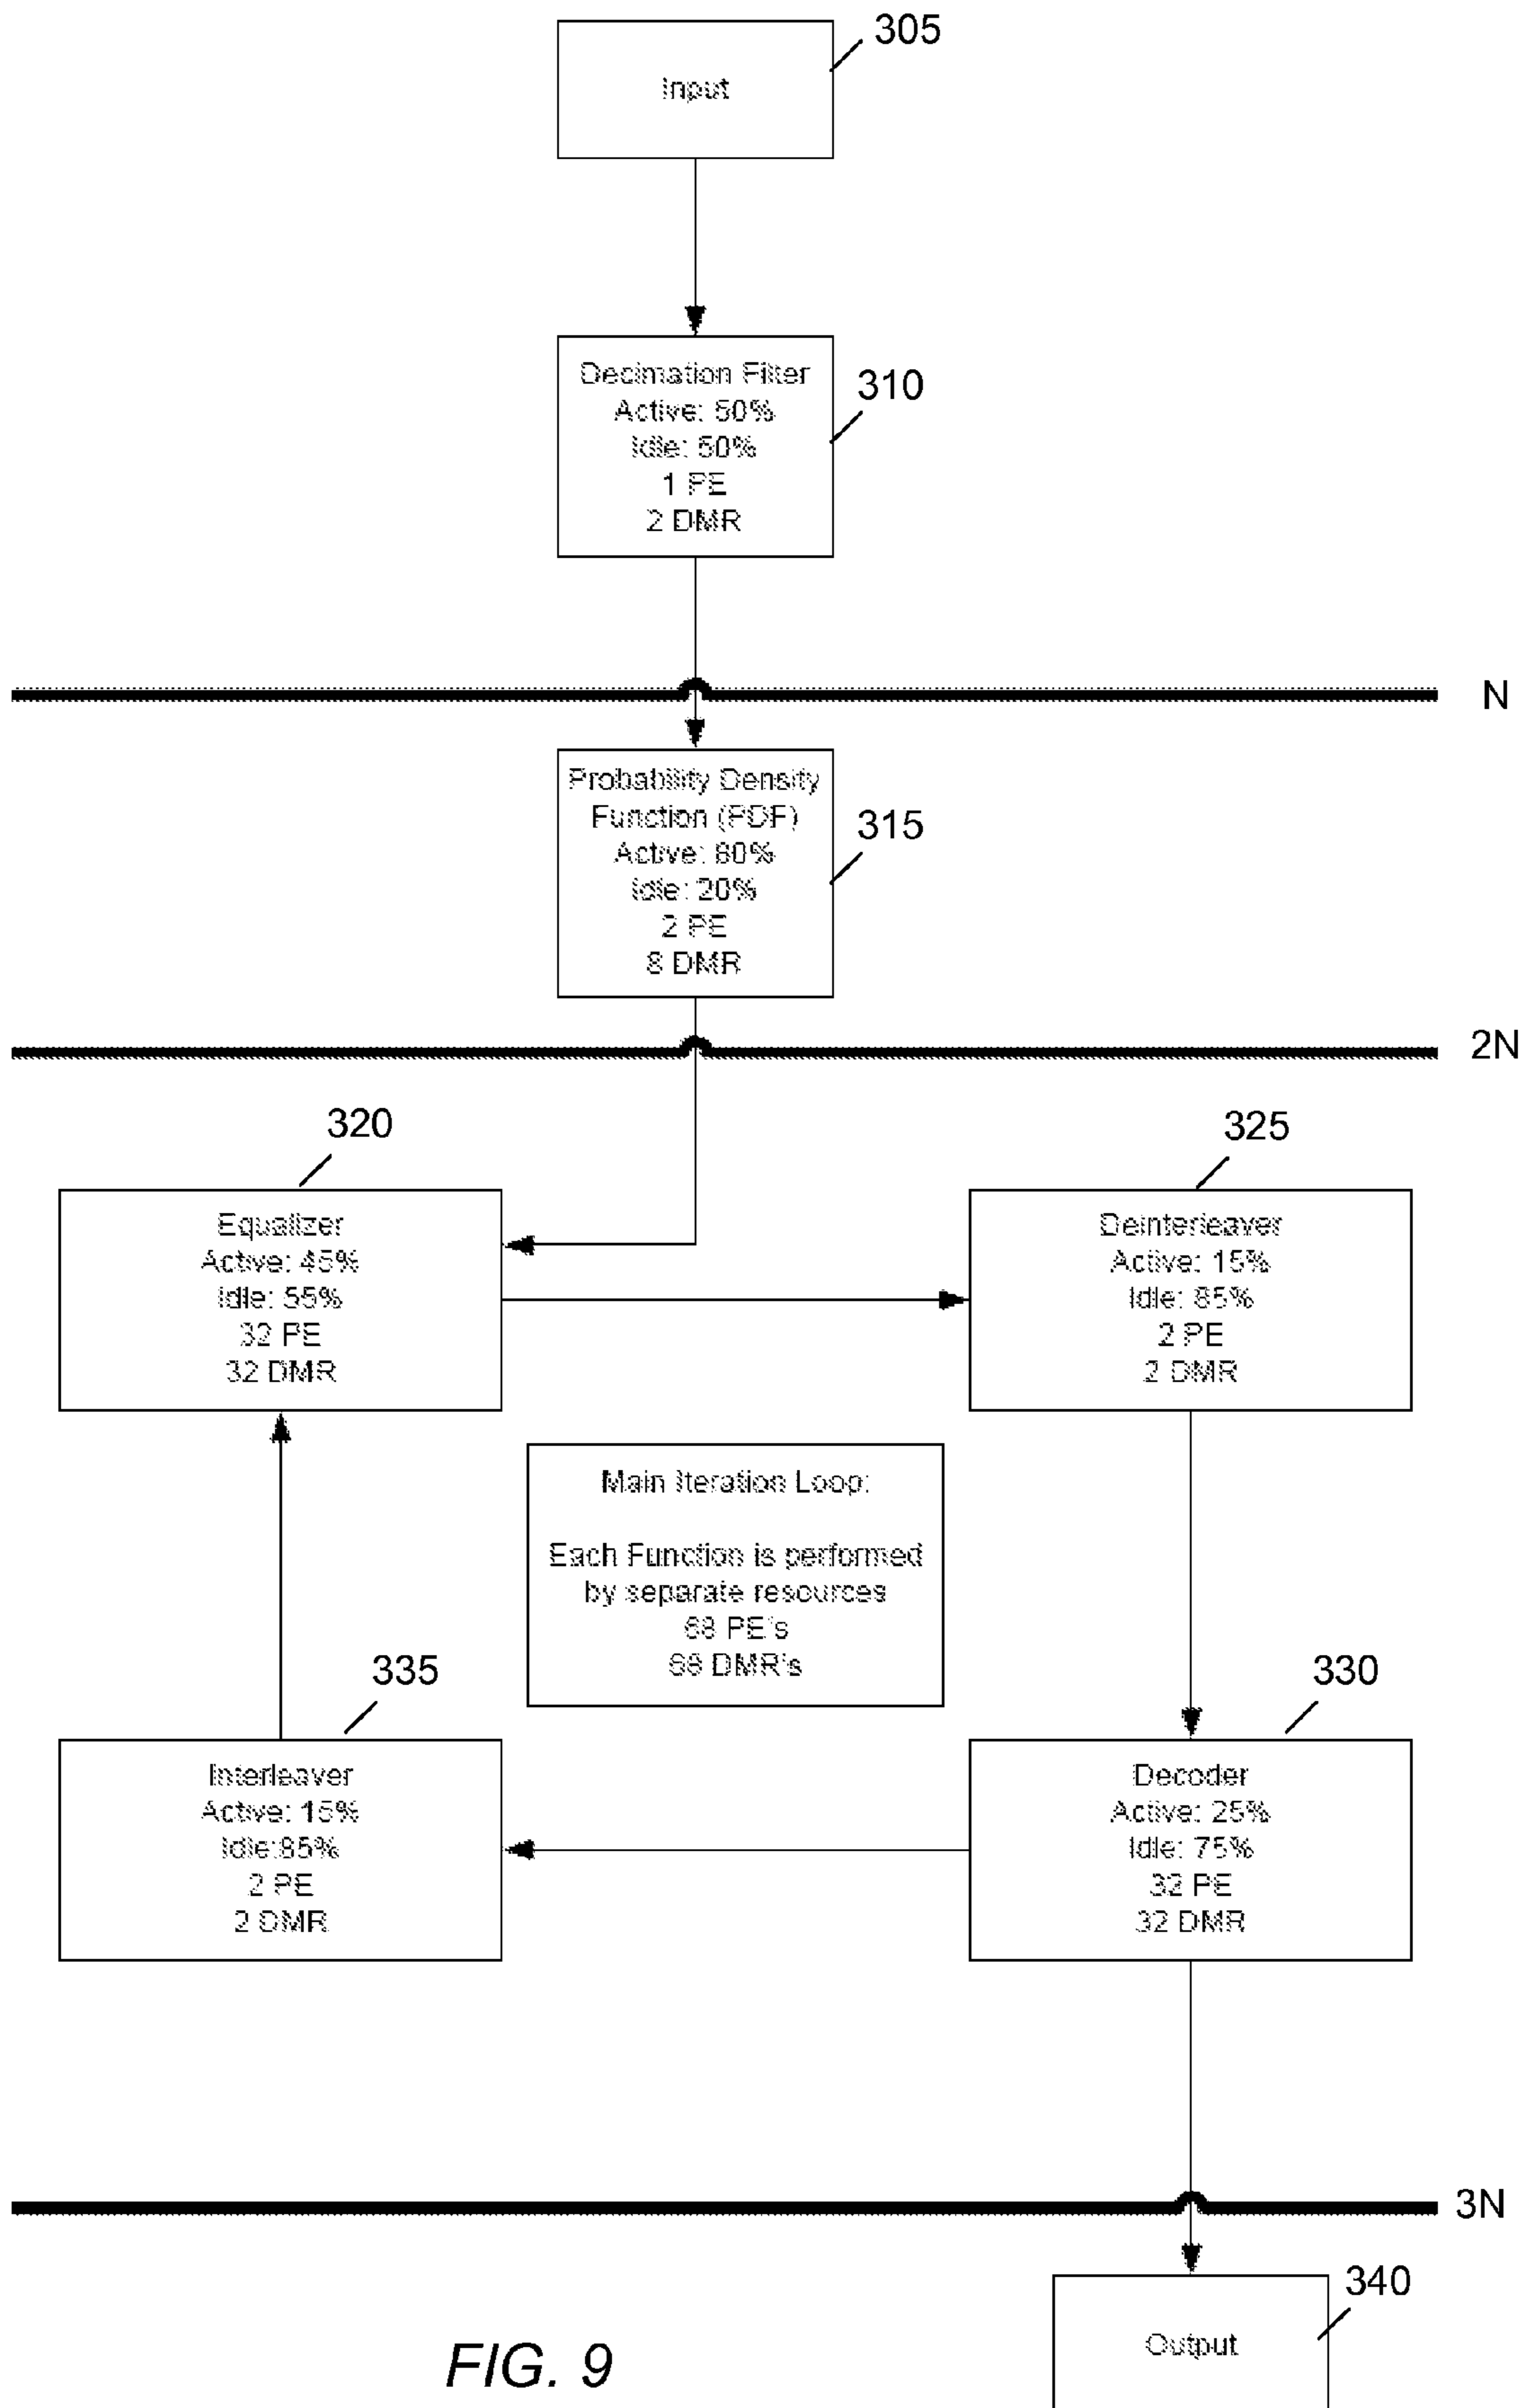 305
Input
Decimation Filter
Active: 50%
Idle: 50%
1 PE
2 DMR
310
N
Probability Density
Function (PDF)
Active: 80%
Idle: 20%
2 PE
8 DMR
315
2N
320
325
Equalizer
Active: 45%
Idle: 55%
32 PE
32 DMR
Deinterleaver
Active: 15%
Idle: 85%
2 PE
2 DMR
Main Iteration Loop:
Each Function is performed
by separate resources
68 PE's
68 DMR's
335
330
Interleaver
Active: 15%
Idle:85%
2 PE
2 DMR
Decoder
Active: 25%
Idle: 75%
32 PE
32 DMR
3N
340
Output
FIG. 9